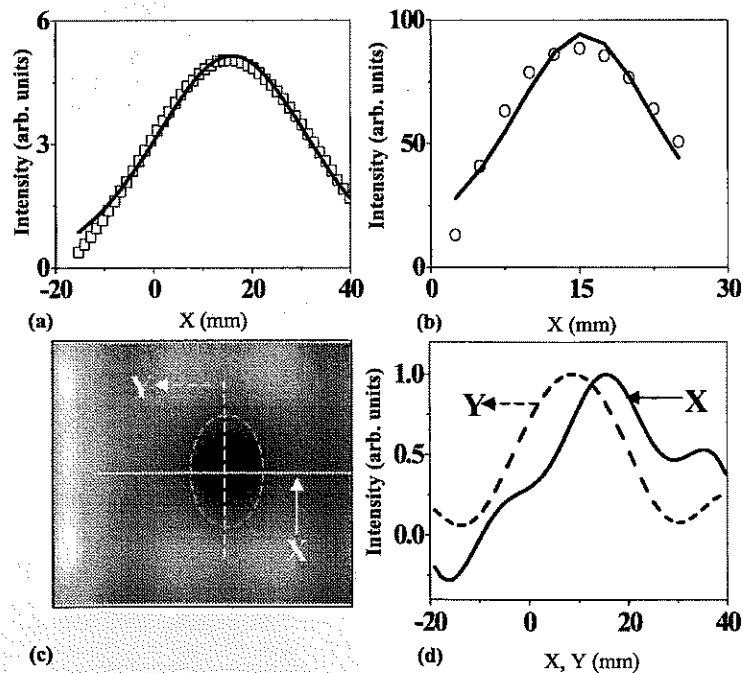 6
3
0
-20 0 20 40
Intensity (arb. units)
X (mm)
(a)
100
50
0
0 15 30
Intensity (arb. units)
X (mm)
(b)
Y
X
(c)
1.0
0.5
0.0
-20 0 20 40
Intensity (arb. units)
Y
X
X, Y (mm)
(d)